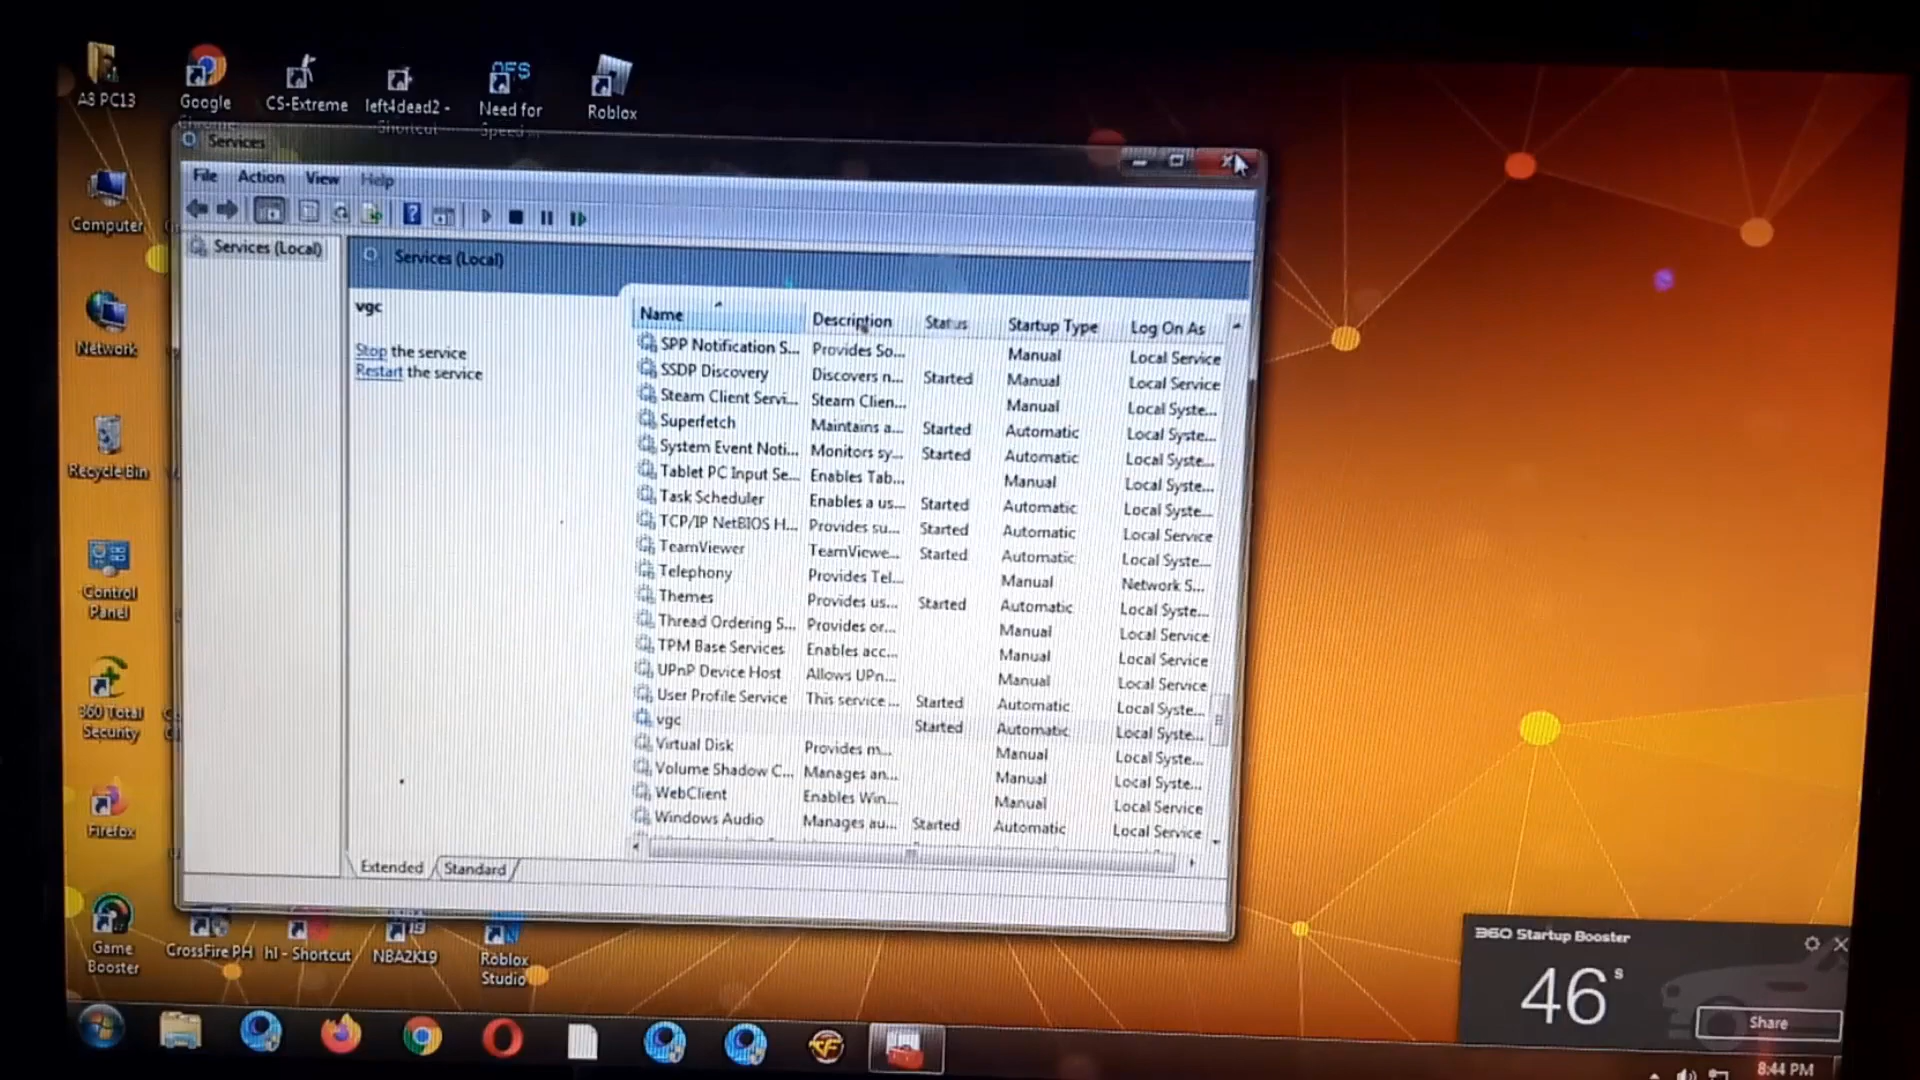 A8 PC13
Google
Chrome
CS-Extreme
left4dead2 -
Shortcut
Need for
Speed
Roblox
Services
File Action View Help
Computer
Services (Local)
Services (Local)
vgc
Stop the service
Restart the service
Name Description Status Startup Type Log On As
SPP Notification S... Provides So... Manual Local Service
SSDP Discovery Discovers n... Started Manual Local Service
Steam Client Servi... Steam Clien... Manual Local Syste...
Superfetch Maintains a... Started Automatic Local Syste...
System Event Noti... Monitors sy... Started Automatic Local Syste...
Tablet PC Input Se... Enables Tab... Manual Local Syste...
Task Scheduler Enables a us... Started Automatic Local Syste...
TCP/IP NetBIOS H... Provides su... Started Automatic Local Service
TeamViewer TeamViewe... Started Automatic Local Syste...
Telephony Provides Tel... Manual Network S...
Themes Provides us... Started Automatic Local Syste...
Thread Ordering S... Provides or... Manual Local Service
TPM Base Services Enables acc... Manual Local Service
UPnP Device Host Allows UPn... Manual Local Service
User Profile Service This service ... Started Automatic Local Syste...
vgc Started Automatic Local Syste...
Virtual Disk Provides m... Manual Local Syste...
Volume Shadow C... Manages an... Manual Local Syste...
WebClient Enables Win... Manual Local Service
Windows Audio Manages au... Started Automatic Local Service
Extended Standard
Network
Recycle Bin
Control
Panel
360 Total
Security
Firefox
Game
Booster
CrossFire PH
hl - Shortcut
NBA2K19
Roblox
Studio
360 Startup Booster
46 s
Share
8:44 PM